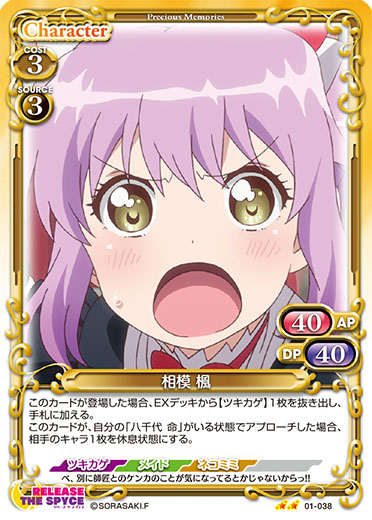 Precious Memories
Character
COST
3
SOURCE
3
40 AP
DP 40
相模 楓
このカードが登場した場合、EXデッキから【ツキカゲ】1枚を抜き出し、
手札に加える。
このカードが、自分の「八千代 命」がいる状態でアプローチした場合、
相手のキャラ1枚を休息状態にする。
ツキカゲ メイド ネコミミ
べ、別に師匠とのケンカのことが気になってるとかじゃないからっ!!
RELEASE
THE SPYCE
©SORASAKI.F
01-038